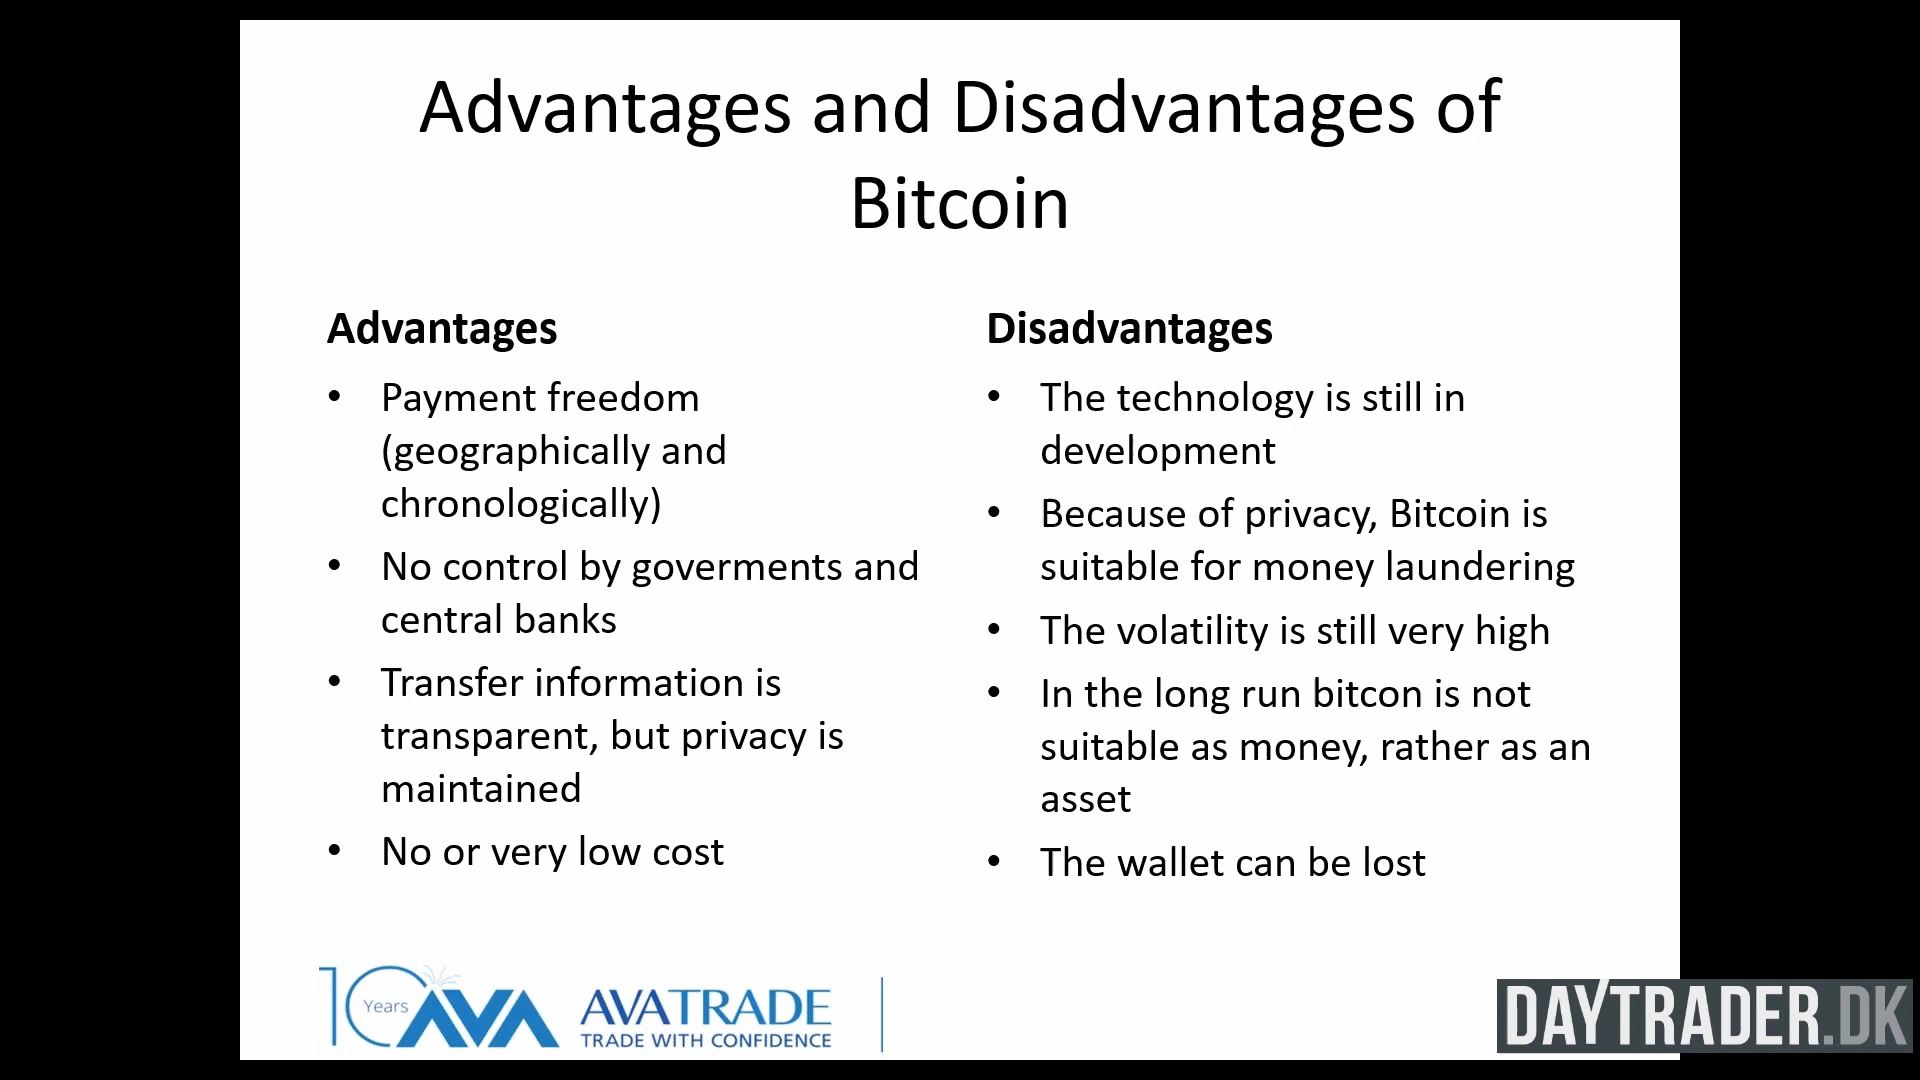 Advantages and Disadvantages of
Bitcoin
Advantages
• Payment freedom
(geographically and
chronologically)
• No control by goverments and
central banks
• Transfer information is
transparent, but privacy is
maintained
• No or very low cost
Disadvantages
• The technology is still in
development
• Because of privacy, Bitcoin is
suitable for money laundering
• The volatility is still very high
• In the long run bitcon is not
suitable as money, rather as an
asset
• The wallet can be lost
10 Years AVA
AVATRADE
TRADE WITH CONFIDENCE
DAYTRADER.DK